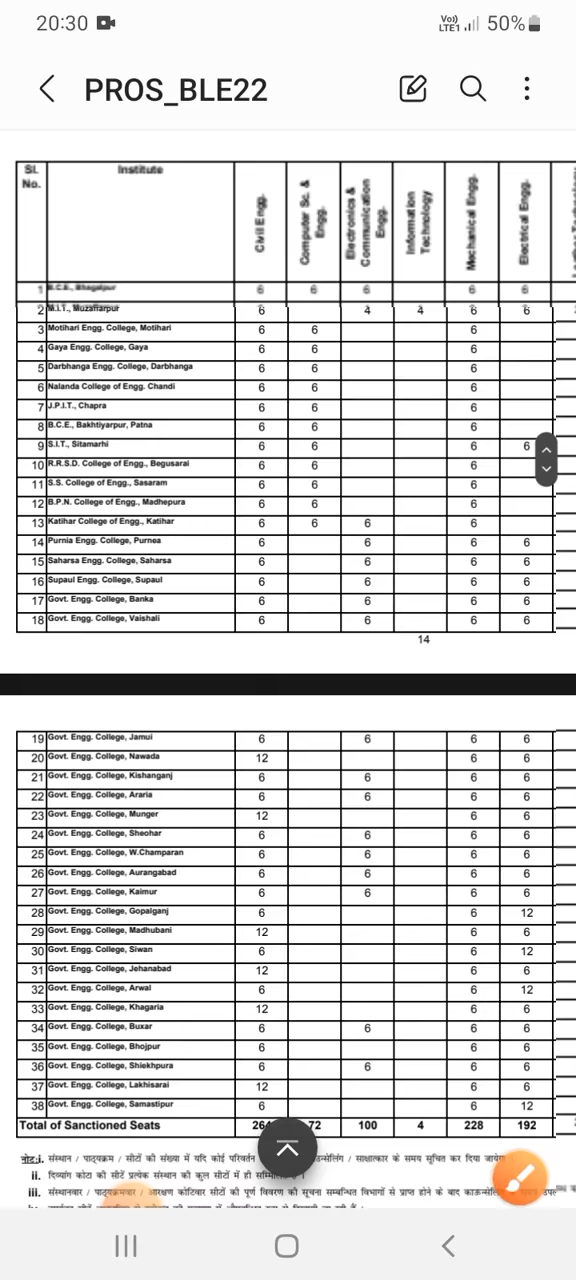 20:30 Vo)) LTE1 50%
PROS_BLE22
Sl. No. Institute Civil Engg. Computer Sc. & Engg. Electronics & Communication Engg. Information Technology Mechanical Engg. Electrical Engg.
1 B.C.E., Bhagalpur 6 6 6 6 6
2 M.I.T., Muzaffarpur 6 4 4 6 6
3 Motihari Engg. College, Motihari 6 6 6
4 Gaya Engg. College, Gaya 6 6 6
5 Darbhanga Engg. College, Darbhanga 6 6 6
6 Nalanda College of Engg. Chandi 6 6 6
7 J.P.I.T., Chapra 6 6 6
8 B.C.E., Bakhtiyarpur, Patna 6 6 6
9 S.I.T., Sitamarhi 6 6 6 6
10 R.R.S.D. College of Engg., Begusarai 6 6 6
11 S.S. College of Engg., Sasaram 6 6 6
12 B.P.N. College of Engg., Madhepura 6 6 6
13 Katihar College of Engg., Katihar 6 6 6 6
14 Purnia Engg. College, Purnea 6 6 6 6
15 Saharsa Engg. College, Saharsa 6 6 6 6
16 Supaul Engg. College, Supaul 6 6 6 6
17 Govt. Engg. College, Banka 6 6 6 6
18 Govt. Engg. College, Vaishali 6 6 6 6
14
19 Govt. Engg. College, Jamui 6 6 6 6
20 Govt. Engg. College, Nawada 12 6 6
21 Govt. Engg. College, Kishanganj 6 6 6 6
22 Govt. Engg. College, Araria 6 6 6 6
23 Govt. Engg. College, Munger 12 6 6
24 Govt. Engg. College, Sheohar 6 6 6 6
25 Govt. Engg. College, W.Champaran 6 6 6 6
26 Govt. Engg. College, Aurangabad 6 6 6 6
27 Govt. Engg. College, Kaimur 6 6 6 6
28 Govt. Engg. College, Gopalganj 6 6 12
29 Govt. Engg. College, Madhubani 12 6 6
30 Govt. Engg. College, Siwan 6 6 12
31 Govt. Engg. College, Jehanabad 12 6 6
32 Govt. Engg. College, Arwal 6 6 12
33 Govt. Engg. College, Khagaria 12 6 6
34 Govt. Engg. College, Buxar 6 6 6 6
35 Govt. Engg. College, Bhojpur 6 6 6
36 Govt. Engg. College, Shiekhpura 6 6 6 6
37 Govt. Engg. College, Lakhisarai 12 6 6
38 Govt. Engg. College, Samastipur 6 6 12
Total of Sanctioned Seats 264 72 100 4 228 192
नोट:i. संस्थान / पाठ्यक्रम / सीटों की संख्या में यदि कोई परिवर्तन / साक्षात्कार के समय सूचित कर दिया जायेगा
ii. दिव्यांग कोटा की सीटें प्रत्येक संस्थान की कुल सीटों में ही
iii. संस्थानवार / पाठ्यक्रमवार / आरक्षण कोटिवार सीटों की पूर्ण विवरण की सूचना सम्बन्धित विभागों से प्राप्त होने के बाद